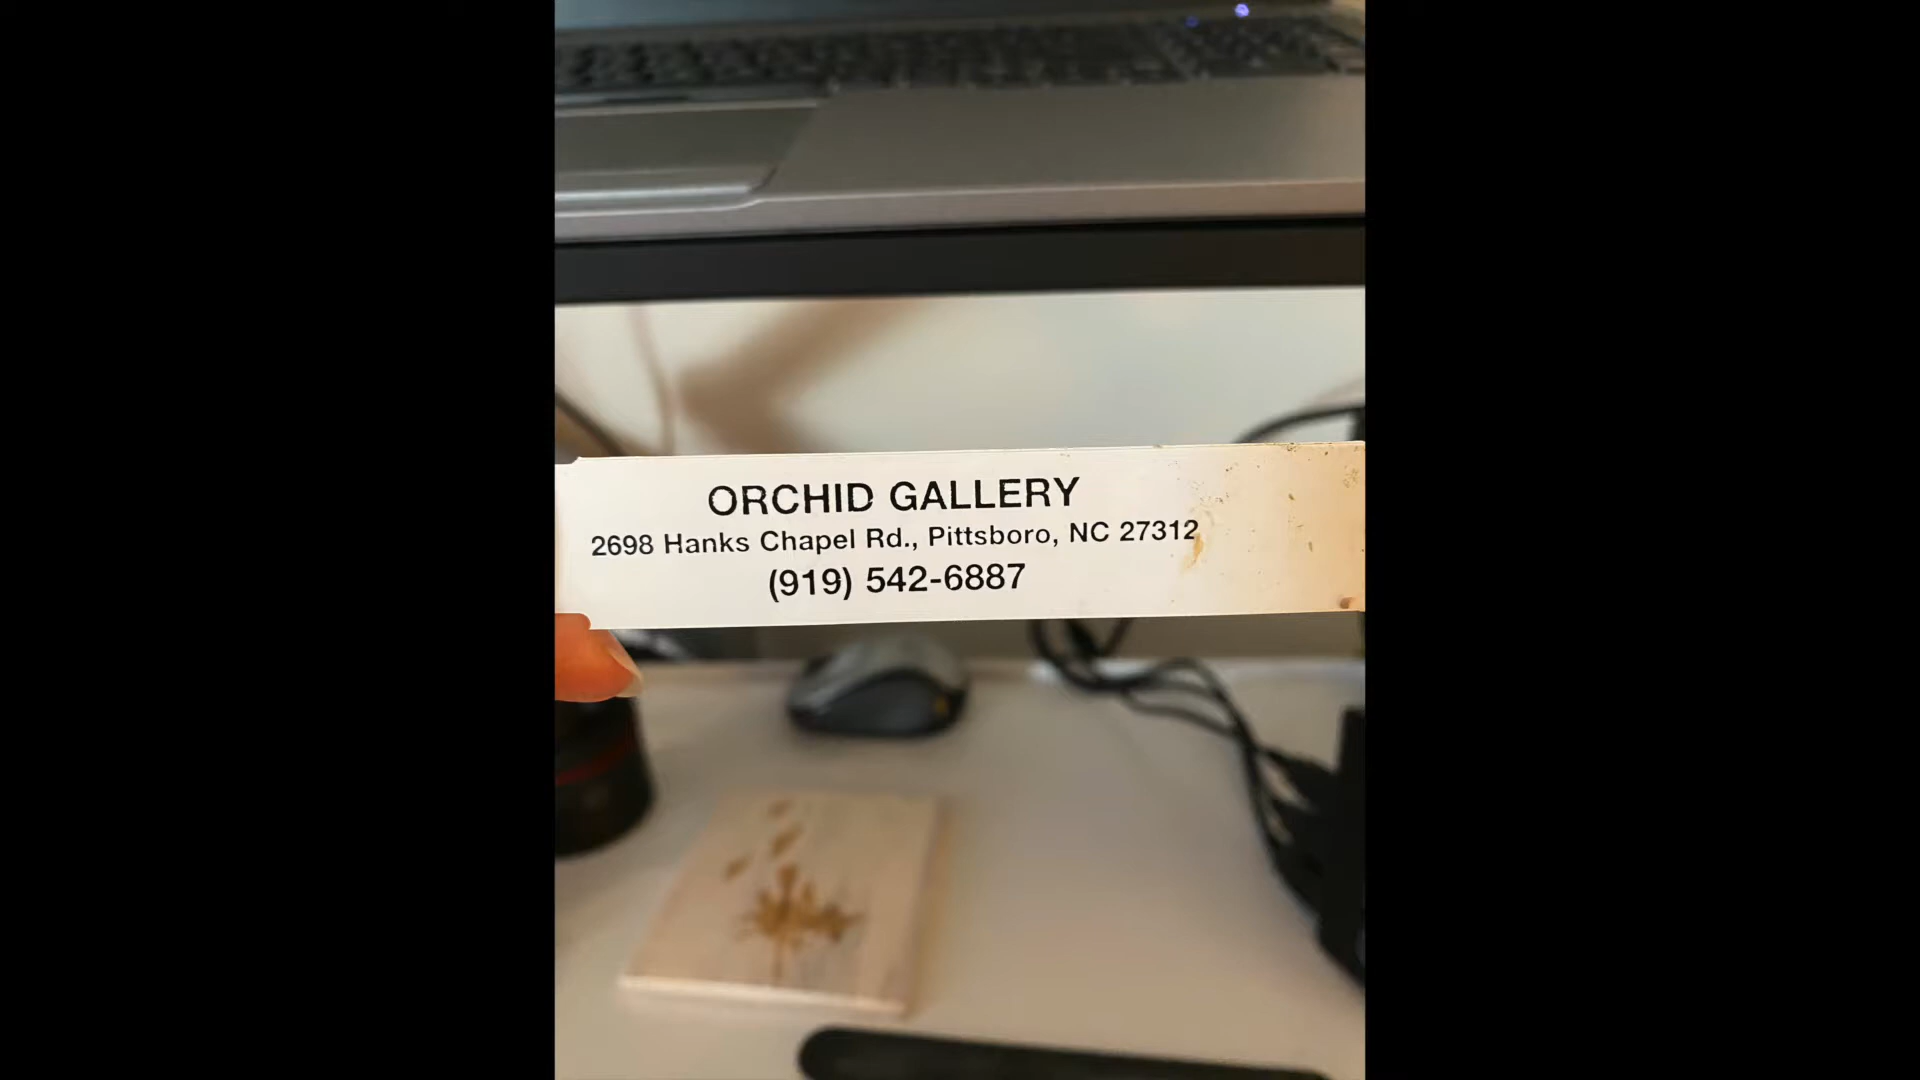 ORCHID GALLERY
2698 Hanks Chapel Rd., Pittsboro, NC 27312
(919) 542-6887